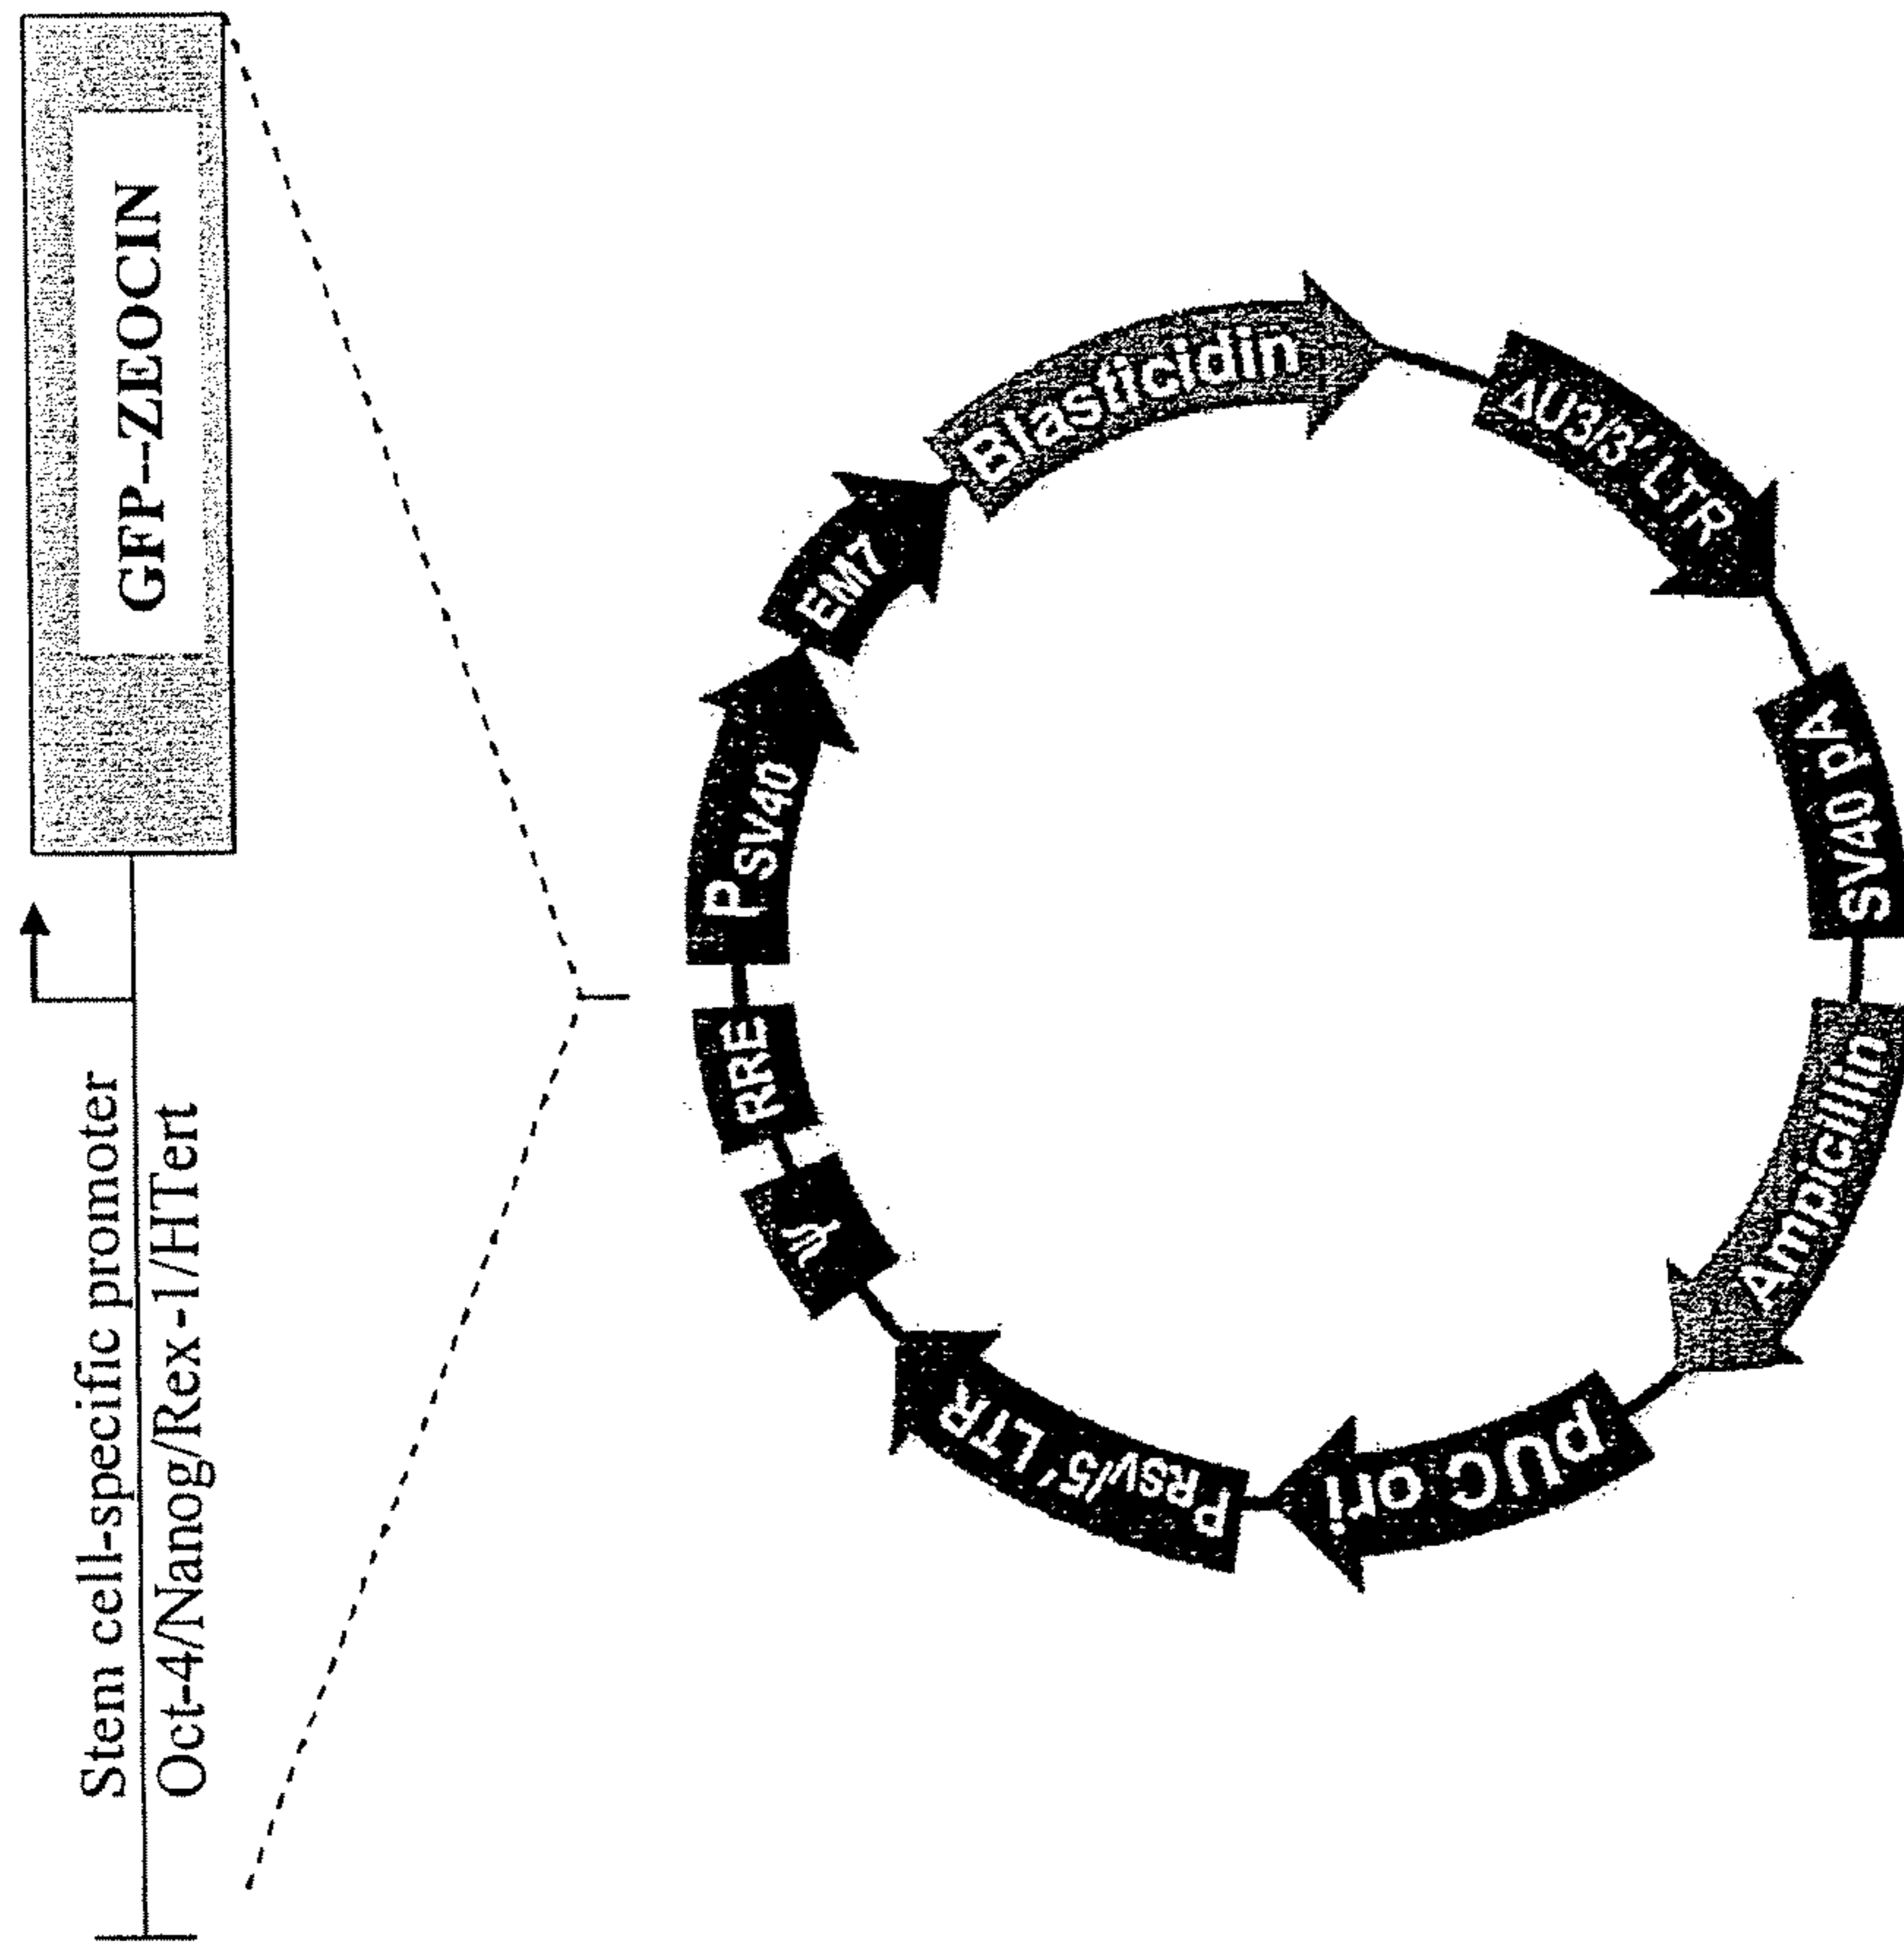 Stem cell-specific promoter
Oct-4/Nanog/Rex-1/HTert
GFP--ZEOCIN
PRSV/5' LTR
Ψ
RRE
PSV40
EM7
Blasticidin
ΔU3/3' LTR
SV40 pA
Ampicillin
pUC ori